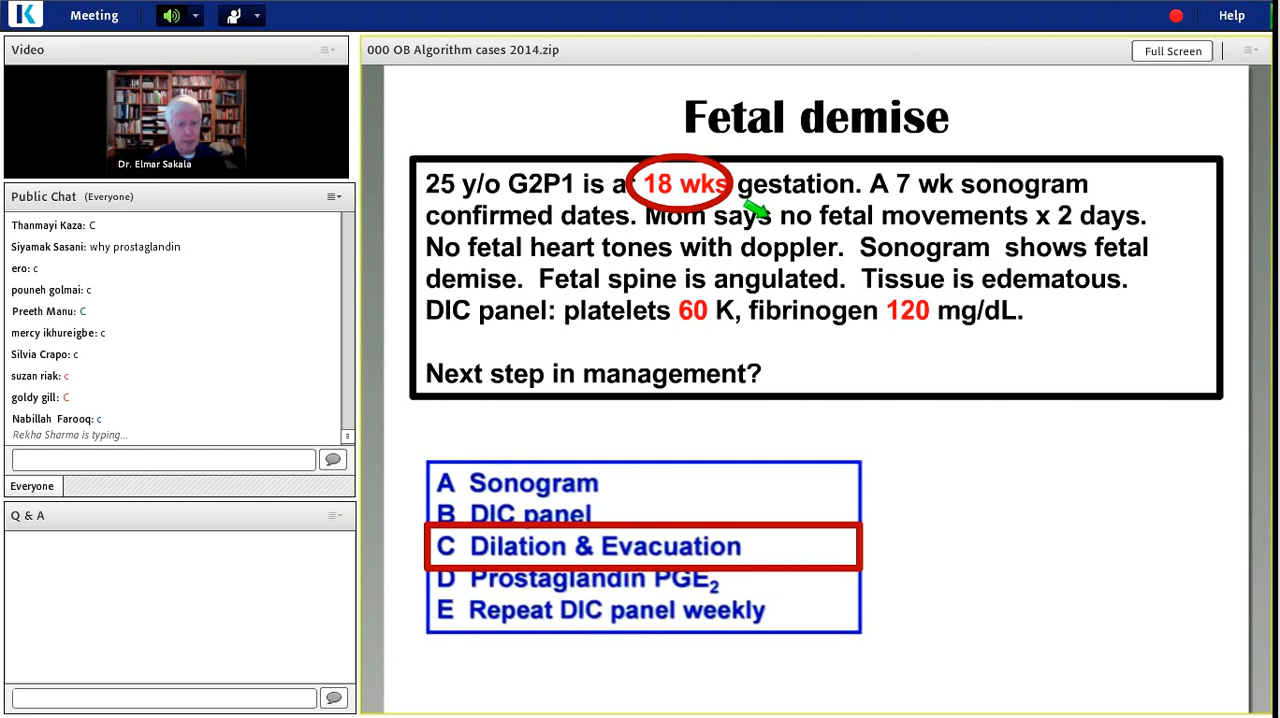 K Meeting Help
Video
Dr. Elmar Sakala
Public Chat (Everyone)
Thanmayi Kaza: C
Siyamak Sasani: why prostaglandin
ero: c
pouneh golmai: c
Preeth Manu: C
mercy ikhureigbe: c
Silvia Crapo: c
suzan riak: c
goldy gill: C
Nabillah Farooq: c
Rekha Sharma is typing...
Everyone
Q & A
000 OB Algorithm cases 2014.zip
Full Screen
Fetal demise
25 y/o G2P1 is at 18 wks gestation. A 7 wk sonogram
confirmed dates. Mom says no fetal movements x 2 days.
No fetal heart tones with doppler. Sonogram shows fetal
demise. Fetal spine is angulated. Tissue is edematous.
DIC panel: platelets 60 K, fibrinogen 120 mg/dL.
Next step in management?
A Sonogram
B DIC panel
C Dilation & Evacuation
D Prostaglandin PGE2
E Repeat DIC panel weekly